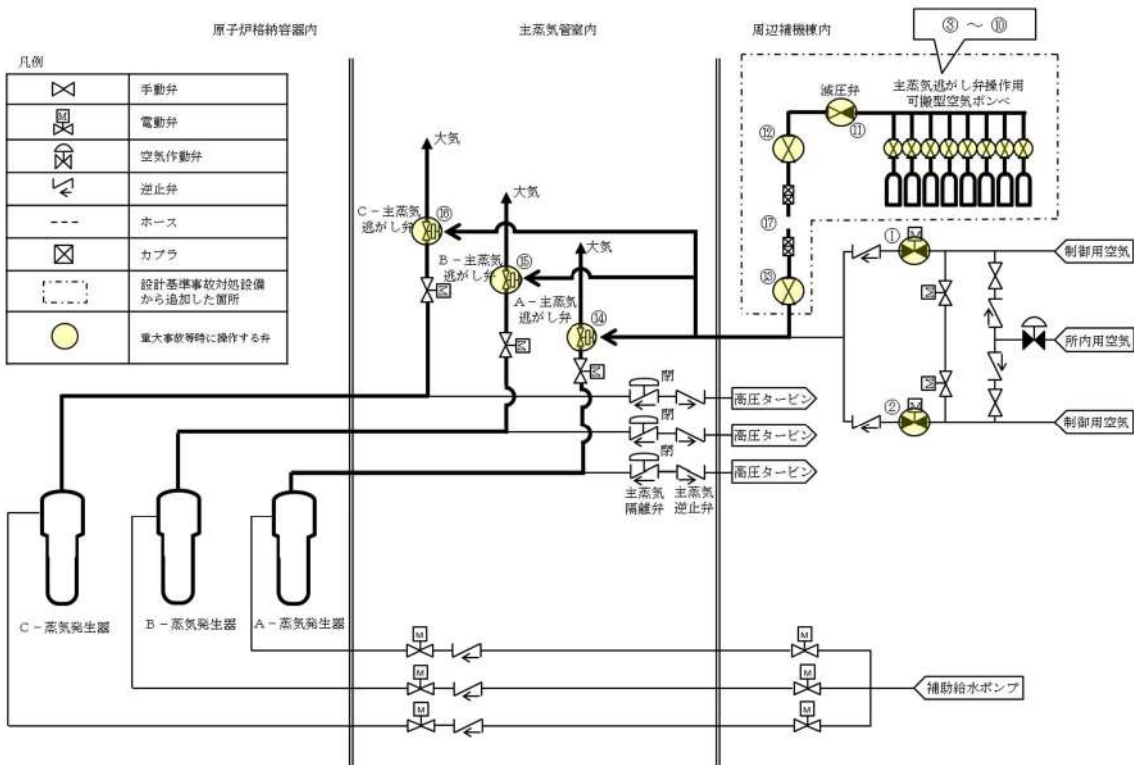 原子炉格納容器内
主蒸気管室内
周辺補機棟内
③ ～ ⑩
凡例
手動弁
M
電動弁
空気作動弁
逆止弁
ホース
カプラ
設計基準事故対処設備
から追加した箇所
重大事故等時に操作する弁
主蒸気逃がし弁操作用
可搬型空気ボンベ
減圧弁
⑪
⑫
⑰
⑬
大気
C－主蒸気
逃がし弁
⑯
大気
B－主蒸気
逃がし弁
⑮
大気
A－主蒸気
逃がし弁
⑭
M
M
M
①
M
制御用空気
M
所内用空気
M
②
M
制御用空気
閉
高圧タービン
閉
高圧タービン
閉
高圧タービン
主蒸気
隔離弁
主蒸気
逆止弁
C－蒸気発生器
B－蒸気発生器
A－蒸気発生器
M
M
M
M
補助給水ポンプ
M
M